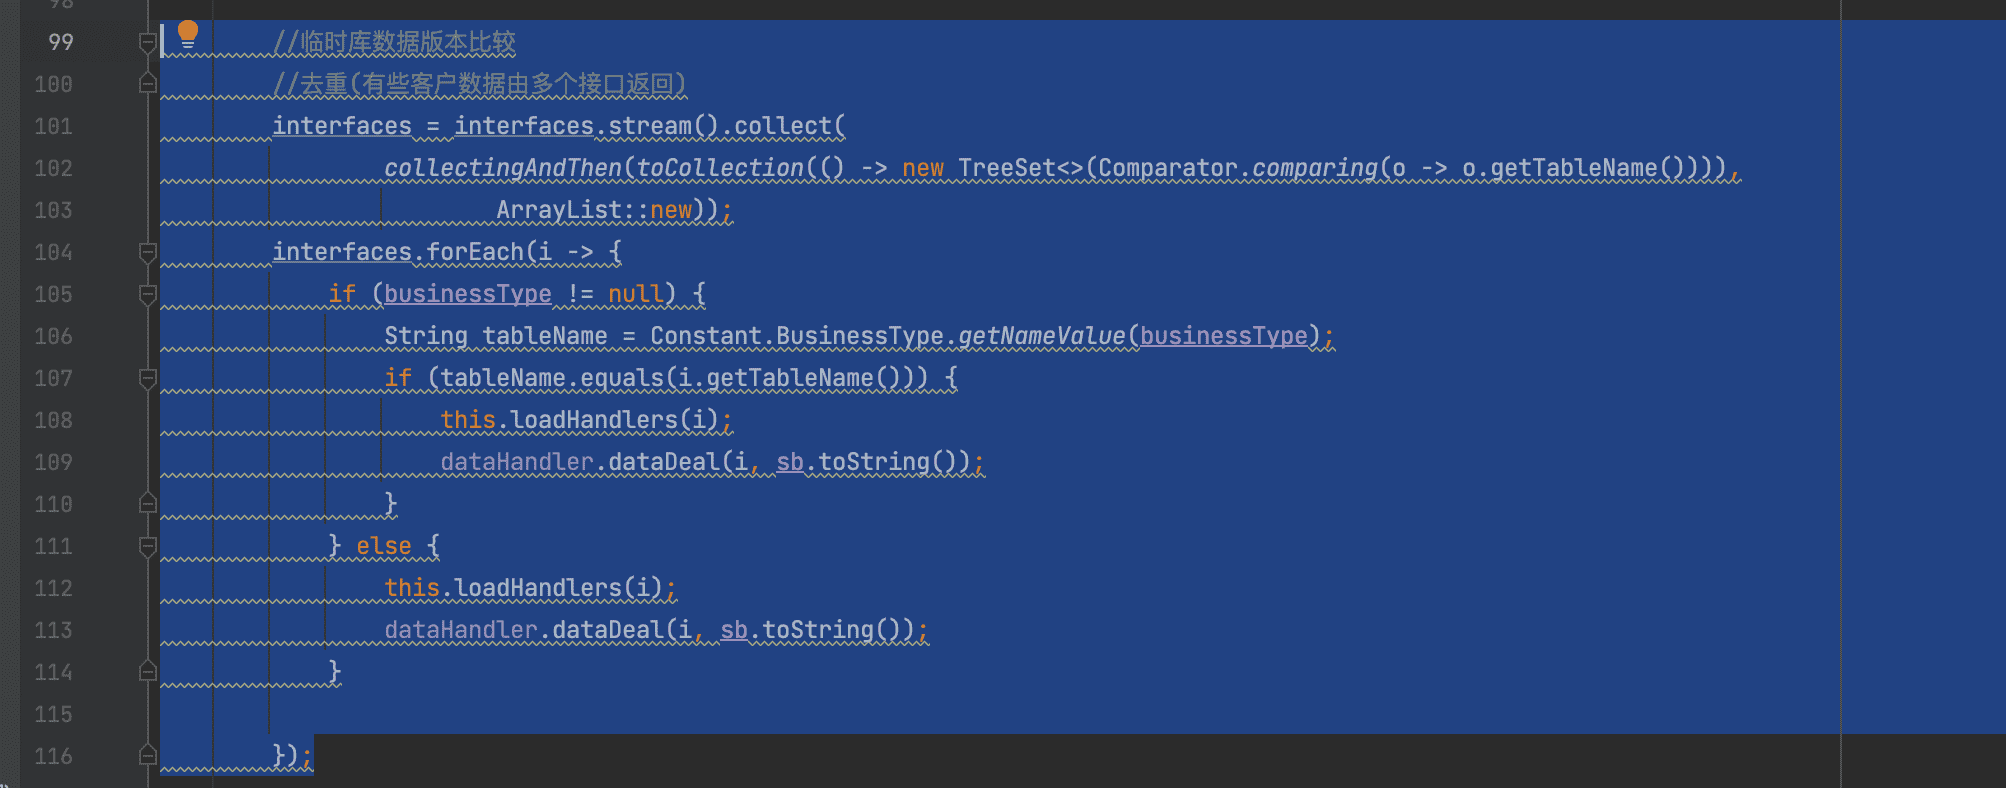 99 //临时库数据版本比较
100 //去重(有些客户数据由多个接口返回)
101 interfaces = interfaces.stream().collect(
102 collectingAndThen(toCollection(() -> new TreeSet<>(Comparator.comparing(o -> o.getTableName()))),
103 ArrayList::new));
104 interfaces.forEach(i -> {
105 if (businessType != null) {
106 String tableName = Constant.BusinessType.getNameValue(businessType);
107 if (tableName.equals(i.getTableName())) {
108 this.loadHandlers(i);
109 dataHandler.dataDeal(i, sb.toString());
110 }
111 } else {
112 this.loadHandlers(i);
113 dataHandler.dataDeal(i, sb.toString());
114 }
115
116 });